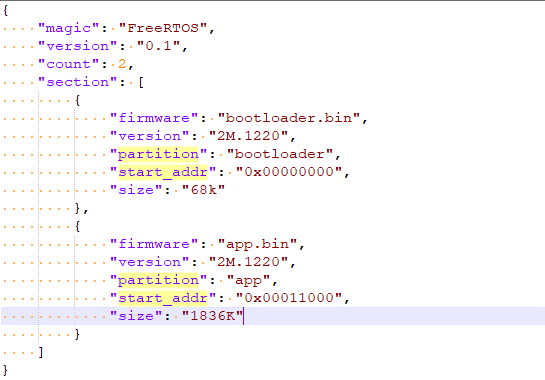 {
    "magic": "FreeRTOS",
    "version": "0.1",
    "count": 2,
    "section": [
        {
            "firmware": "bootloader.bin",
            "version": "2M.1220",
            "partition": "bootloader",
            "start_addr": "0x00000000",
            "size": "68k"
        },
        {
            "firmware": "app.bin",
            "version": "2M.1220",
            "partition": "app",
            "start_addr": "0x00011000",
            "size": "1836K"
        }
    ]
}